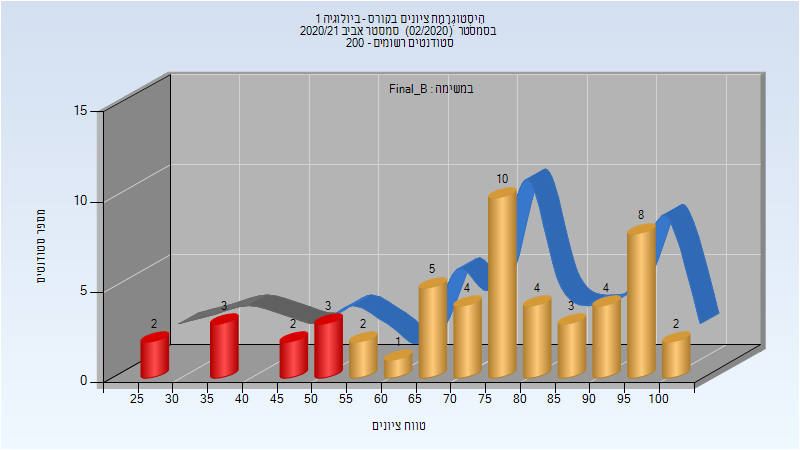 היסטוגרמת ציונים בקורס - ביולוגיה 1
בסמסטר (02/2020) סמסטר אביב 2020/21
סטודנטים רשומים - 200
במשימה : Final_B
מספר סטודנטים
15
10
5
0
2
3
2
3
2
1
5
4
10
4
3
4
8
2
25 30 35 40 45 50 55 60 65 70 75 80 85 90 95 100
טווח ציונים